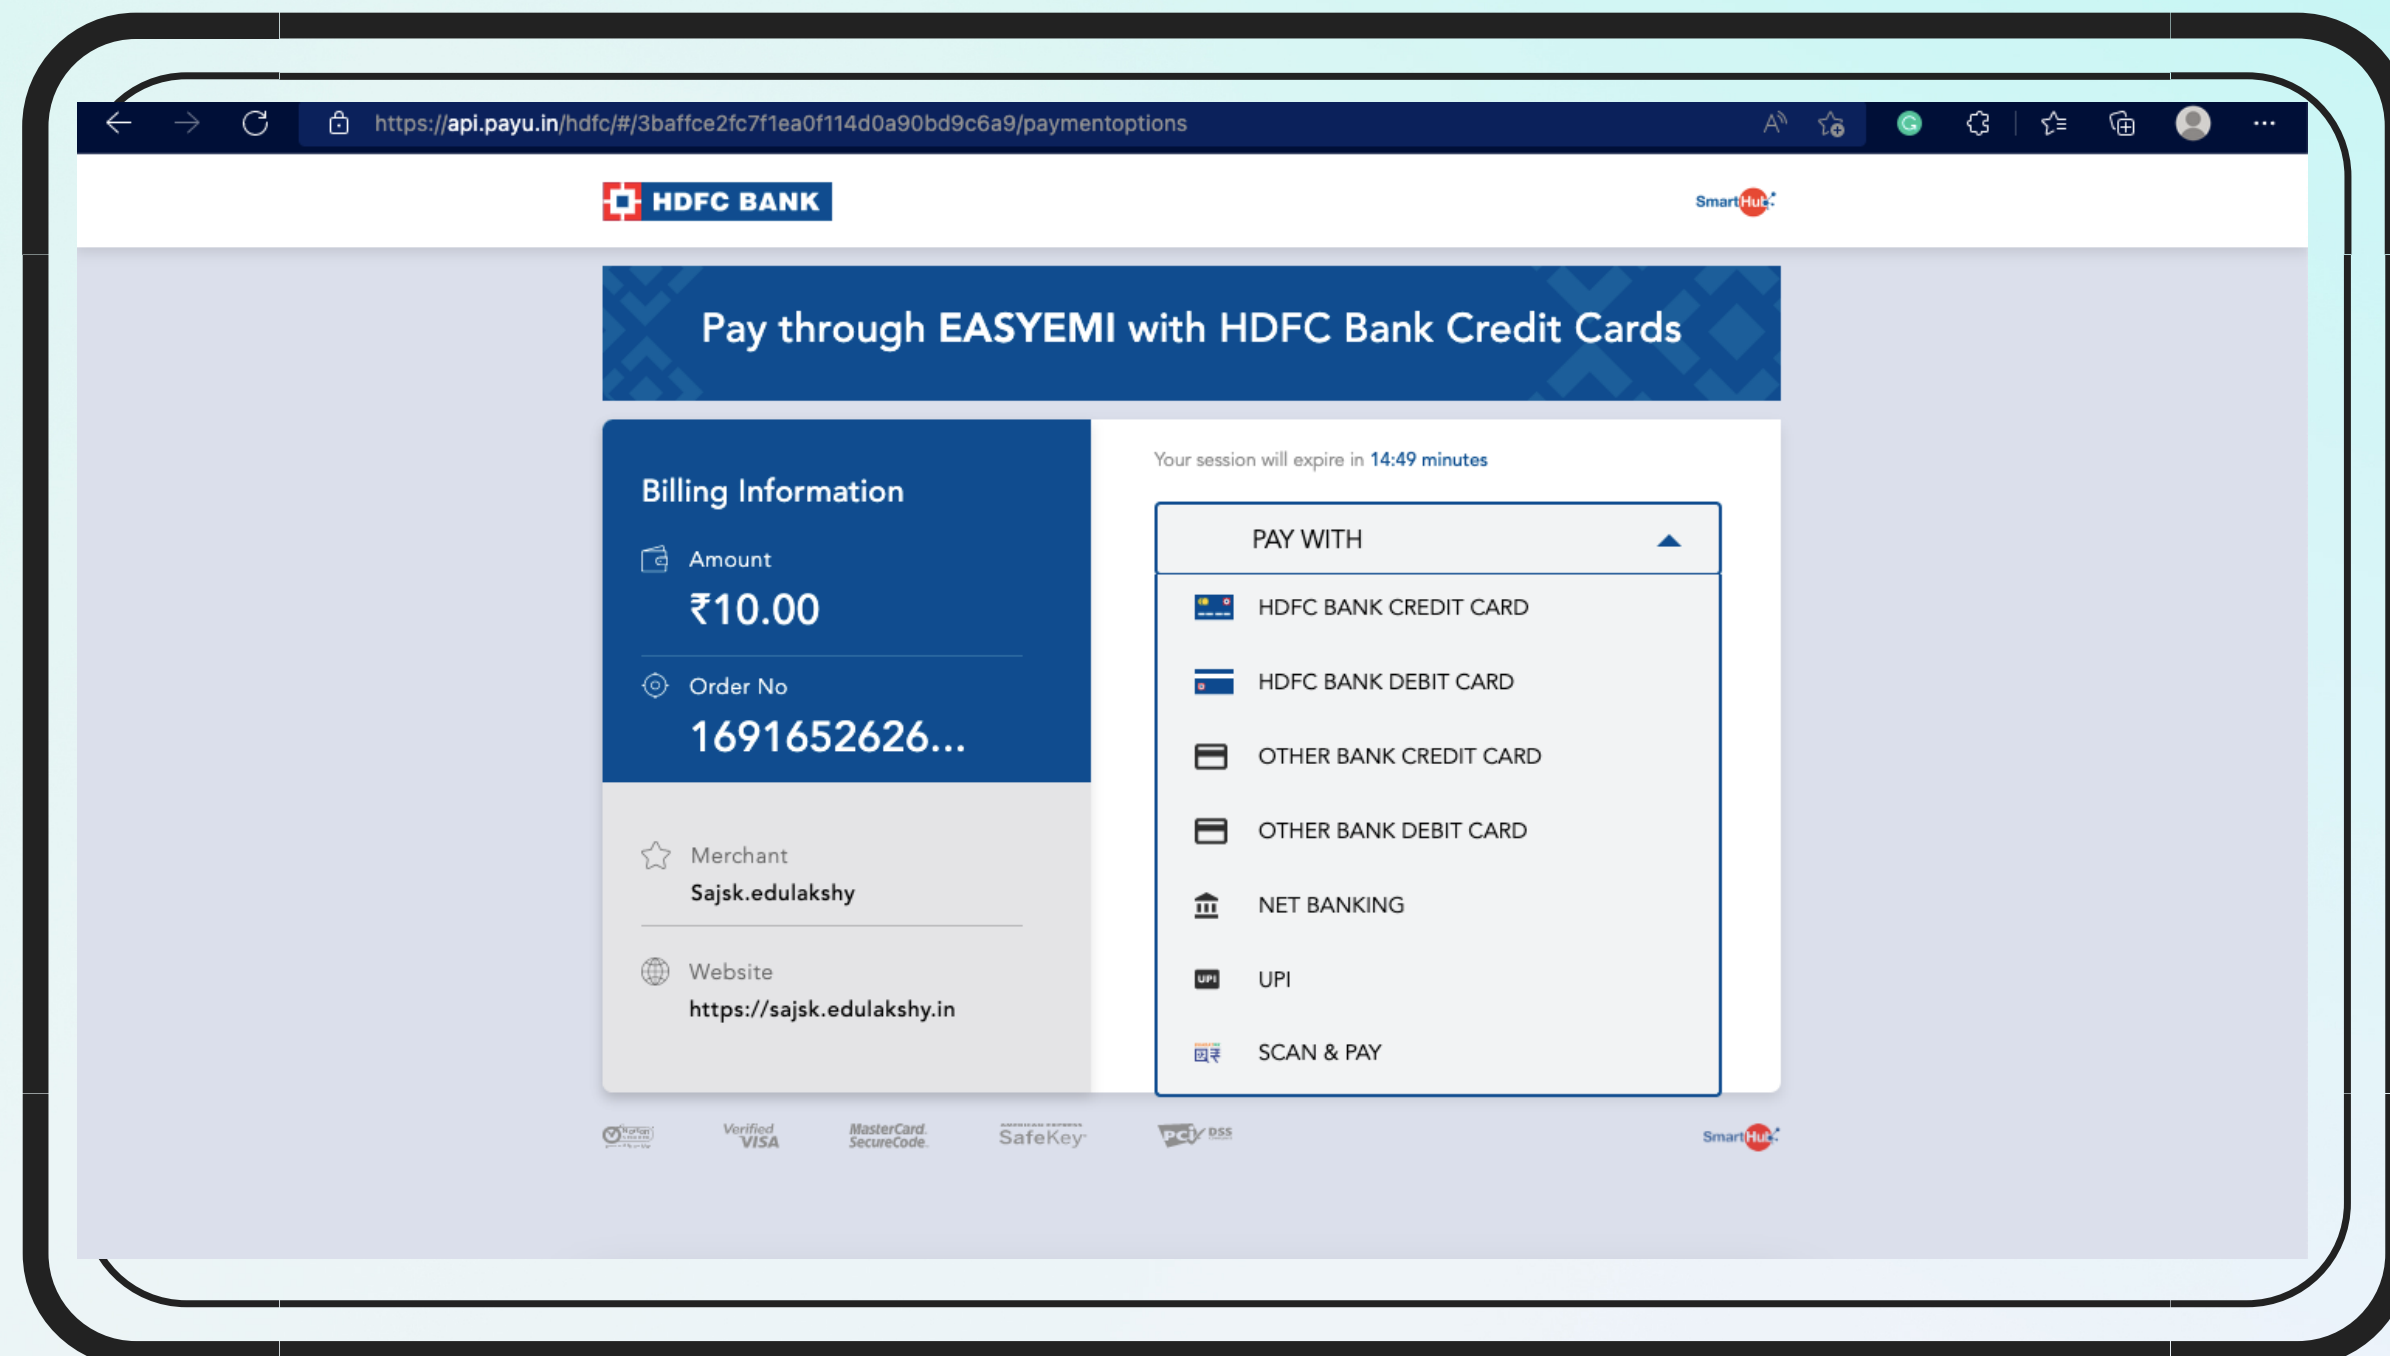 https://api.payu.in/hdfc/#/3baffce2fc7f1ea0f114d0a90bd9c6a9/paymentoptions
HDFC BANK
SmartHub
Pay through EASYEMI with HDFC Bank Credit Cards
Billing Information
Amount
₹10.00
Order No
1691652626...
Merchant
Sajsk.edulakshy
Website
https://sajsk.edulakshy.in
Your session will expire in 14:49 minutes
PAY WITH
HDFC BANK CREDIT CARD
HDFC BANK DEBIT CARD
OTHER BANK CREDIT CARD
OTHER BANK DEBIT CARD
NET BANKING
UPI
UPI
SCAN & PAY
Verified
VISA
MasterCard.
SecureCode.
AMERICAN EXPRESS
SafeKey
PCI DSS
SmartHub